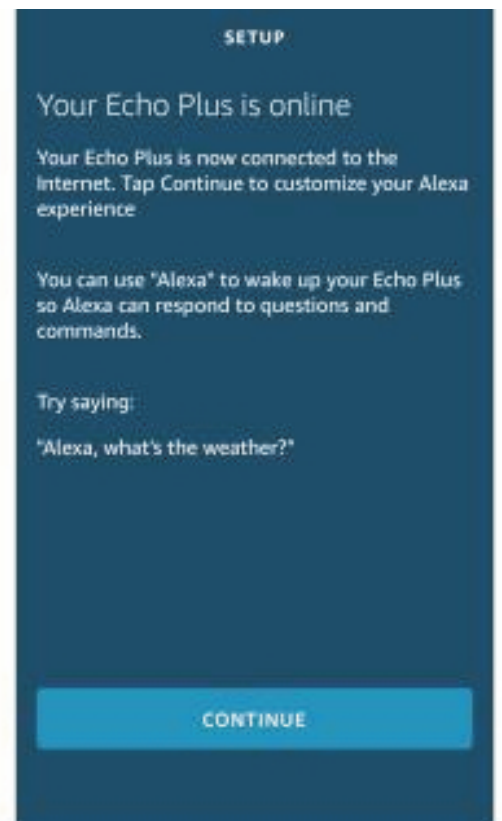 SETUP
Your Echo Plus is online
Your Echo Plus is now connected to the
Internet. Tap Continue to customize your Alexa
experience
You can use "Alexa" to wake up your Echo Plus
so Alexa can respond to questions and
commands.
Try saying:
"Alexa, what's the weather?"
CONTINUE